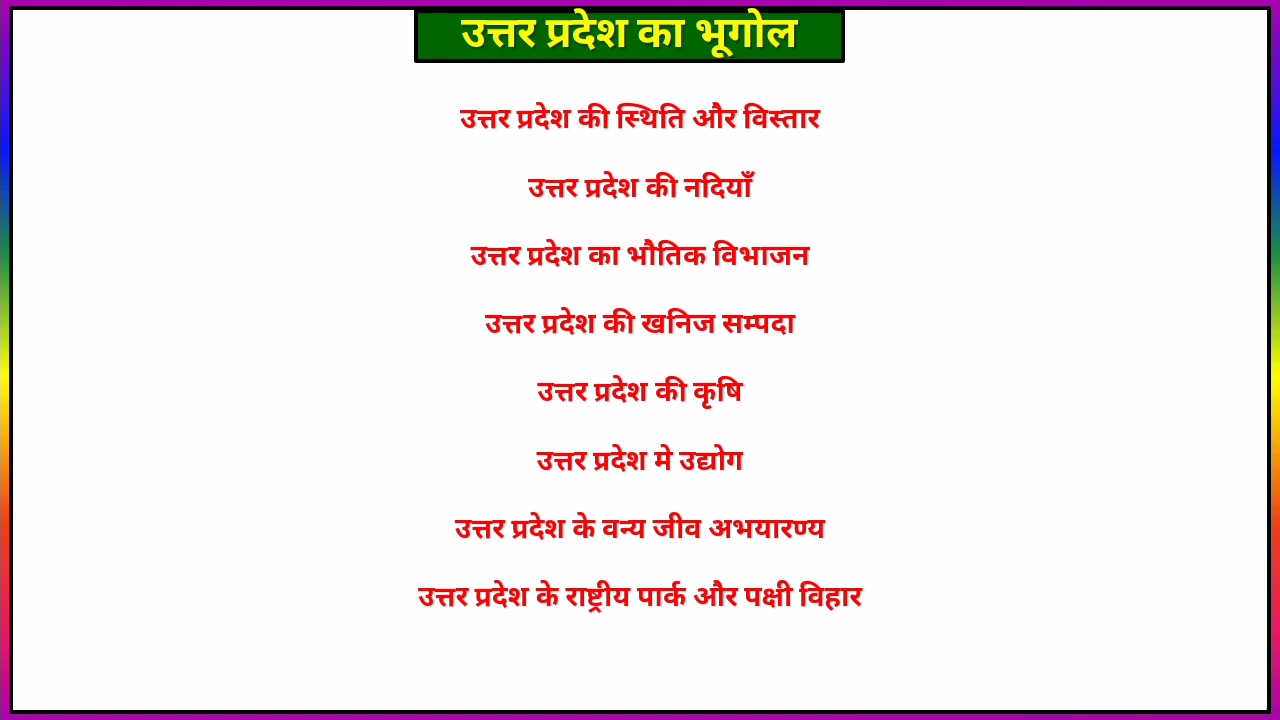 उत्तर प्रदेश का भूगोल
उत्तर प्रदेश की स्थिति और विस्तार
उत्तर प्रदेश की नदियाँ
उत्तर प्रदेश का भौतिक विभाजन
उत्तर प्रदेश की खनिज सम्पदा
उत्तर प्रदेश की कृषि
उत्तर प्रदेश मे उद्योग
उत्तर प्रदेश के वन्य जीव अभयारण्य
उत्तर प्रदेश के राष्ट्रीय पार्क और पक्षी विहार